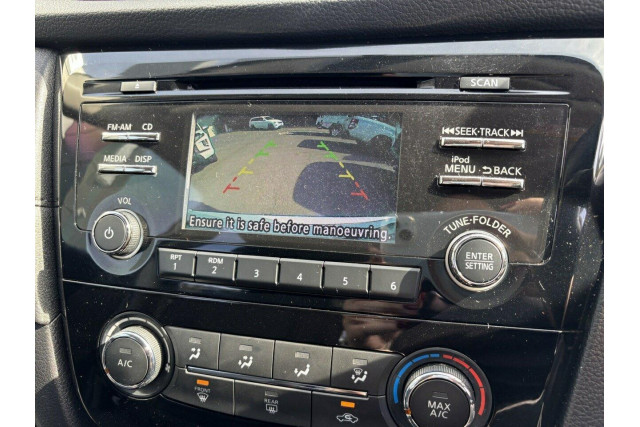 SCAN
FM·AM CD
SEEK·TRACK
MEDIA DISP
iPod
MENU BACK
VOL
Ensure it is safe before manoeuvring.
TUNE·FOLDER
ENTER
SETTING
RPT RDM
1 2 3 4 5 6
A/C
FRONT REAR
MAX
A/C